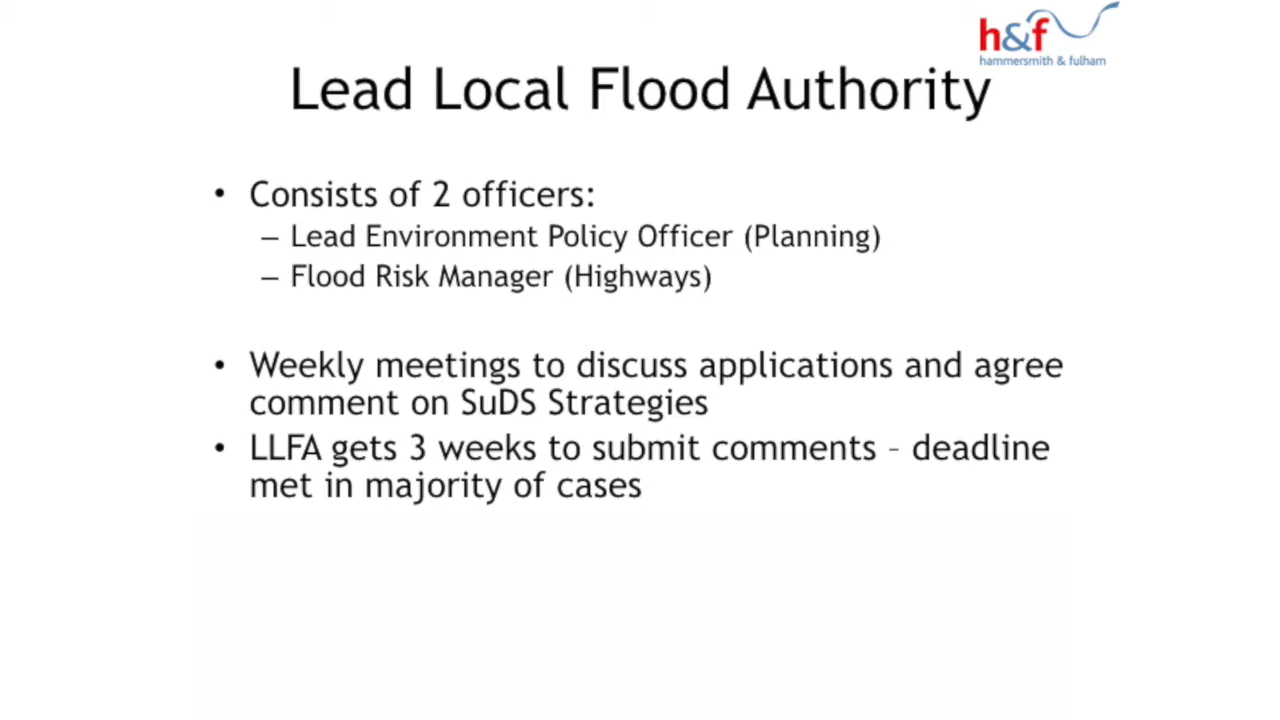 h&f
hammersmith & fulham
Lead Local Flood Authority
• Consists of 2 officers:
– Lead Environment Policy Officer (Planning)
– Flood Risk Manager (Highways)
• Weekly meetings to discuss applications and agree
comment on SuDS Strategies
• LLFA gets 3 weeks to submit comments – deadline
met in majority of cases